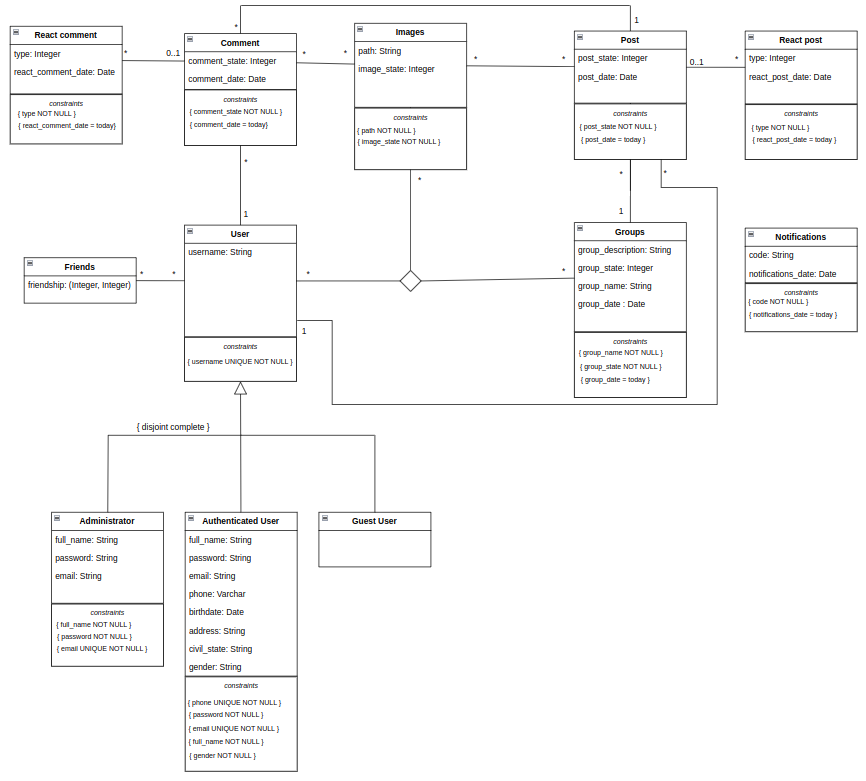 *
1
React comment
type: Integer
react_comment_date: Date
constraints
{ type NOT NULL }
{ react_comment_date = today}
*
0..1
Comment
comment_state: Integer
comment_date: Date
constraints
{ comment_state NOT NULL }
{ comment_date = today}
*
*
Images
path: String
image_state: Integer
constraints
{ path NOT NULL }
{ image_state NOT NULL }
*
*
Post
post_state: Integer
post_date: Date
constraints
{ post_state NOT NULL }
{ post_date = today }
0..1
*
React post
type: Integer
react_post_date: Date
constraints
{ type NOT NULL }
{ react_post_date = today }
*
1
*
*
1
*
Friends
friendship: (Integer, Integer)
*
*
User
username: String
constraints
{ username UNIQUE NOT NULL }
*
*
1
Groups
group_description: String
group_state: Integer
group_name: String
group_date : Date
constraints
{ group_name NOT NULL }
{ group_state NOT NULL }
{ group_date = today }
Notifications
code: String
notifications_date: Date
constraints
{ code NOT NULL }
{ notifications_date = today }
{ disjoint complete }
Administrator
full_name: String
password: String
email: String
constraints
{ full_name NOT NULL }
{ password NOT NULL }
{ email UNIQUE NOT NULL }
Authenticated User
full_name: String
password: String
email: String
phone: Varchar
birthdate: Date
address: String
civil_state: String
gender: String
constraints
{ phone UNIQUE NOT NULL }
{ password NOT NULL }
{ email UNIQUE NOT NULL }
{ full_name NOT NULL }
{ gender NOT NULL }
Guest User